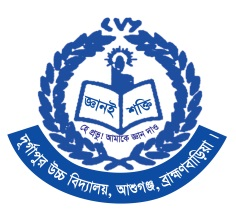 জ্ঞানই শক্তি
হে প্রভু! আমাকে জ্ঞান দাও
দূর্গাপুর উচ্চ বিদ্যালয়, আশুগঞ্জ, ব্রাহ্মণবাড়িয়া।